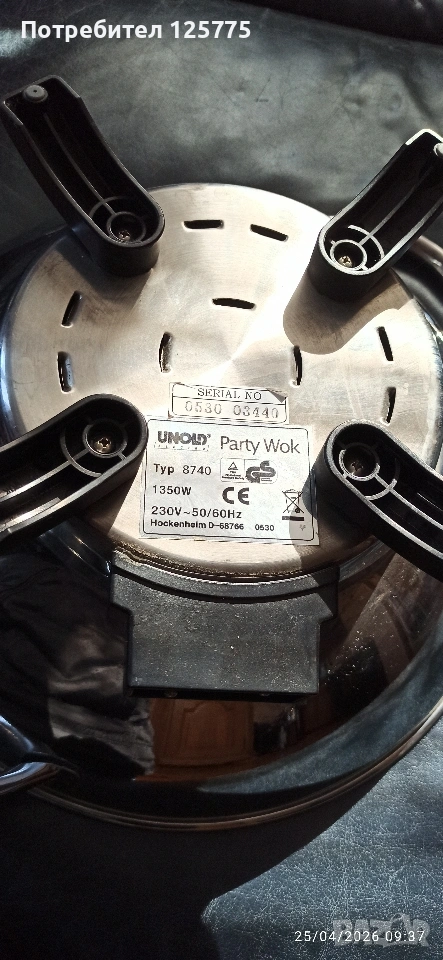 Потребител 125775
SERIAL NO
0530 03440
UNOLD Party Wok
Typ 8740
1350W
230V~50/60Hz
Hockenheim D-68766 0530
CE
25/04/2026 09:37
BAZAR